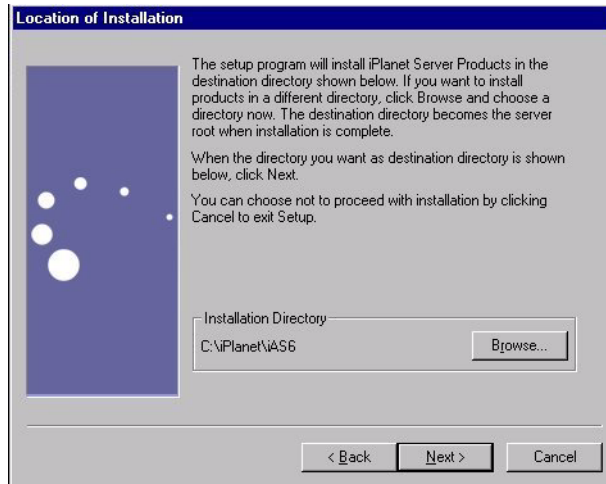 Location of Installation
The setup program will install iPlanet Server Products in the
destination directory shown below. If you want to install
products in a different directory, click Browse and choose a
directory now. The destination directory becomes the server
root when installation is complete.
When the directory you want as destination directory is shown
below, click Next.
You can choose not to proceed with installation by clicking
Cancel to exit Setup.
Installation Directory
C:\iPlanet\iAS6
Browse...
< Back
Next >
Cancel